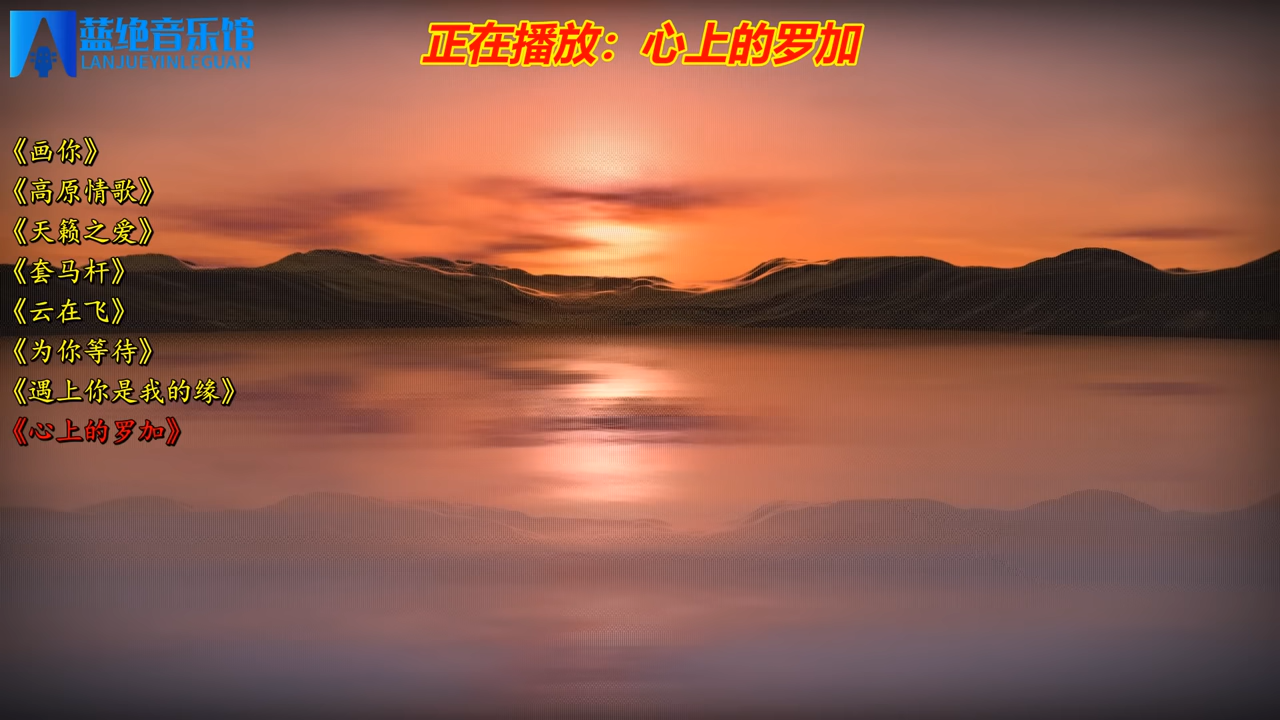 蓝绝音乐馆
LANJUEYINLEGUAN
正在播放：心上的罗加
《画你》
《高原情歌》
《天籁之爱》
《套马杆》
《云在飞》
《为你等待》
《遇上你是我的缘》
《心上的罗加》